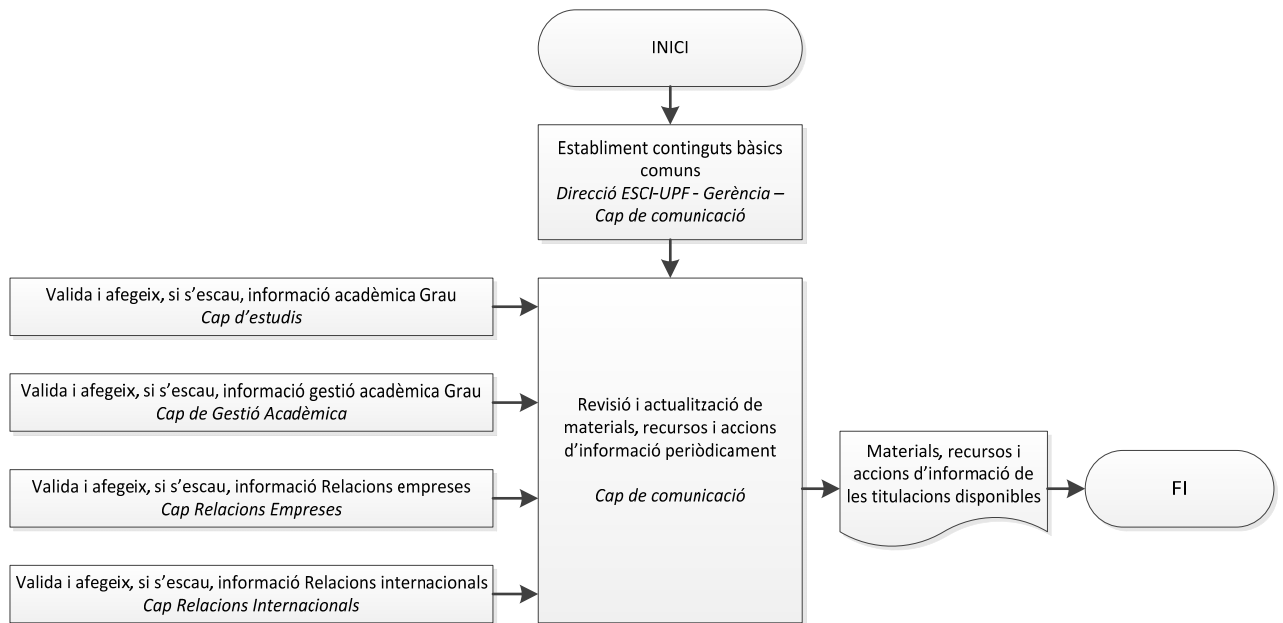 INICI
Establiment continguts bàsics
comuns
Direcció ESCI-UPF - Gerència –
Cap de comunicació
Valida i afegeix, si s’escau, informació acadèmica Grau
Cap d’estudis
Valida i afegeix, si s’escau, informació gestió acadèmica Grau
Cap de Gestió Acadèmica
Valida i afegeix, si s’escau, informació Relacions empreses
Cap Relacions Empreses
Valida i afegeix, si s’escau, informació Relacions internacionals
Cap Relacions Internacionals
Revisió i actualització de
materials, recursos i accions
d’informació periòdicament
Cap de comunicació
Materials, recursos i
accions d’informació de
les titulacions disponibles
FI